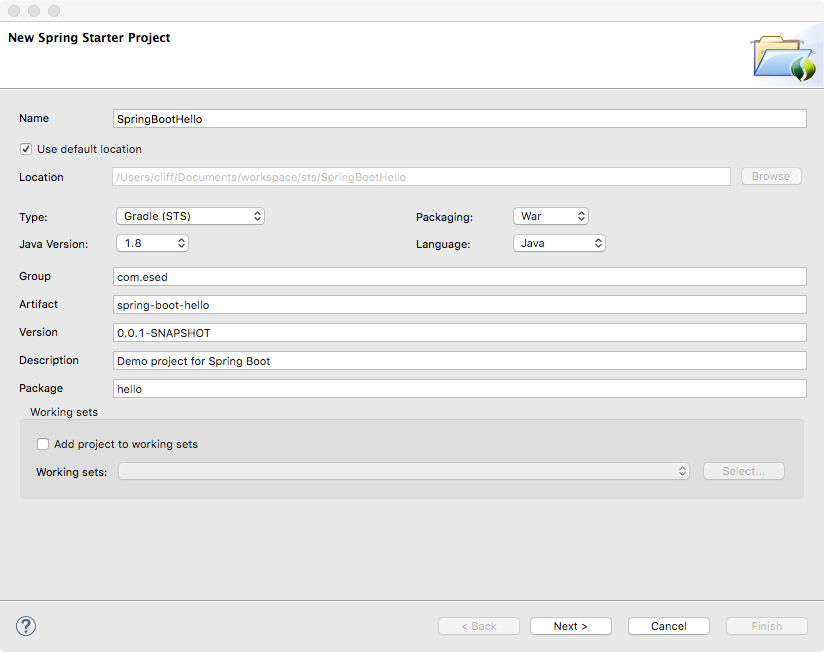 New Spring Starter Project
Name SpringBootHello
Use default location
Location /Users/cliff/Documents/workspace/sts/SpringBootHello Browse
Type: Gradle (STS) Packaging: War
Java Version: 1.8 Language: Java
Group com.esed
Artifact spring-boot-hello
Version 0.0.1-SNAPSHOT
Description Demo project for Spring Boot
Package hello
Working sets
Add project to working sets
Working sets: Select...
? < Back Next > Cancel Finish